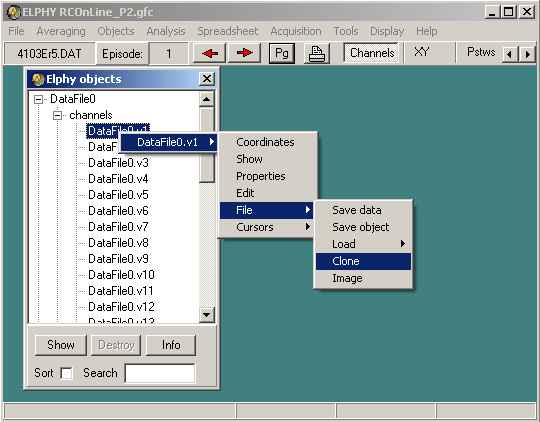 ELPHY RCOnLine_P2.gfc
File Averaging Objects Analysis Spreadsheet Acquisition Tools Display
4103Er5.DAT Episode: 1 Pg Channels XY Pstws
Elphy objects
DataFile0
channels
DataFile0.v1
DataFile0.v1
DataF
DataFile0.v3
DataFile0.v4
DataFile0.v5
DataFile0.v6
DataFile0.v7
DataFile0.v8
DataFile0.v9
DataFile0.v10
DataFile0.v11
DataFile0.v12
DataFile0.v13
Coordinates
Show
Properties
Edit
File
Cursors
Save data
Save object
Load
Clone
Image
Show Destroy Info
Sort Search